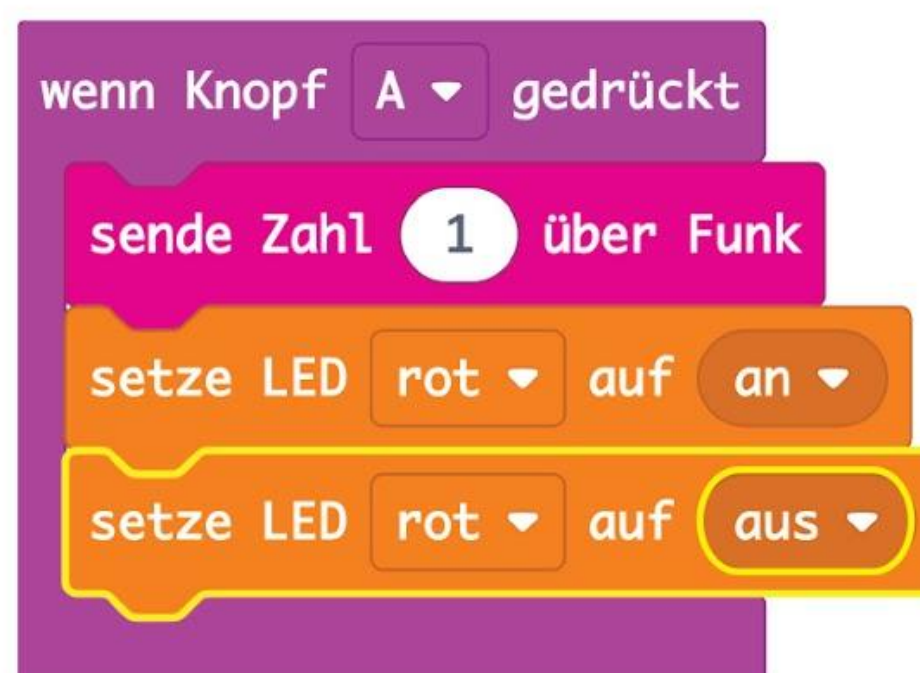 wenn Knopf A gedrückt
sende Zahl 1 über Funk
setze LED rot auf an
setze LED rot auf aus